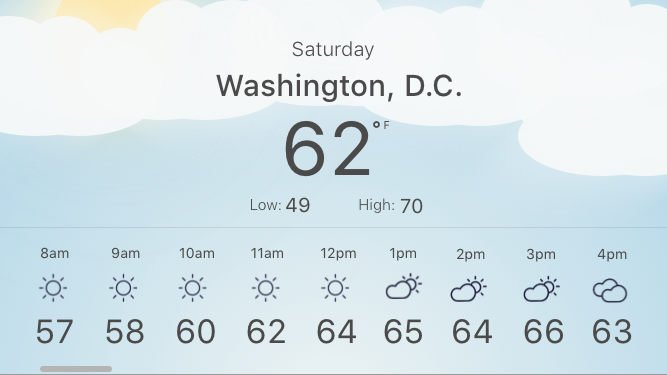 Saturday
Washington, D.C.
62°F
Low: 49 High: 70
8am 9am 10am 11am 12pm 1pm 2pm 3pm 4pm
57 58 60 62 64 65 64 66 63